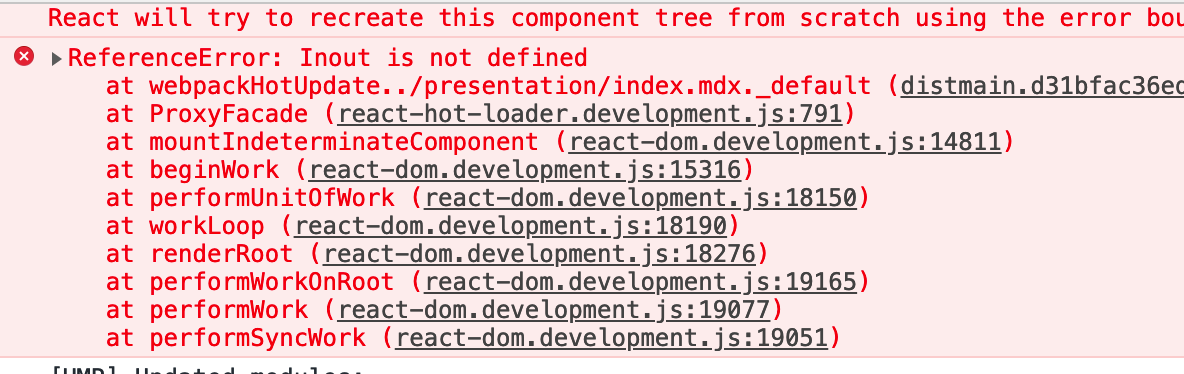 React will try to recreate this component tree from scratch using the error bou
ReferenceError: Inout is not defined
at webpackHotUpdate../presentation/index.mdx._default (distmain.d31bfac36ed
at ProxyFacade (react-hot-loader.development.js:791)
at mountIndeterminateComponent (react-dom.development.js:14811)
at beginWork (react-dom.development.js:15316)
at performUnitOfWork (react-dom.development.js:18150)
at workLoop (react-dom.development.js:18190)
at renderRoot (react-dom.development.js:18276)
at performWorkOnRoot (react-dom.development.js:19165)
at performWork (react-dom.development.js:19077)
at performSyncWork (react-dom.development.js:19051)
[HMR] Updated modules: